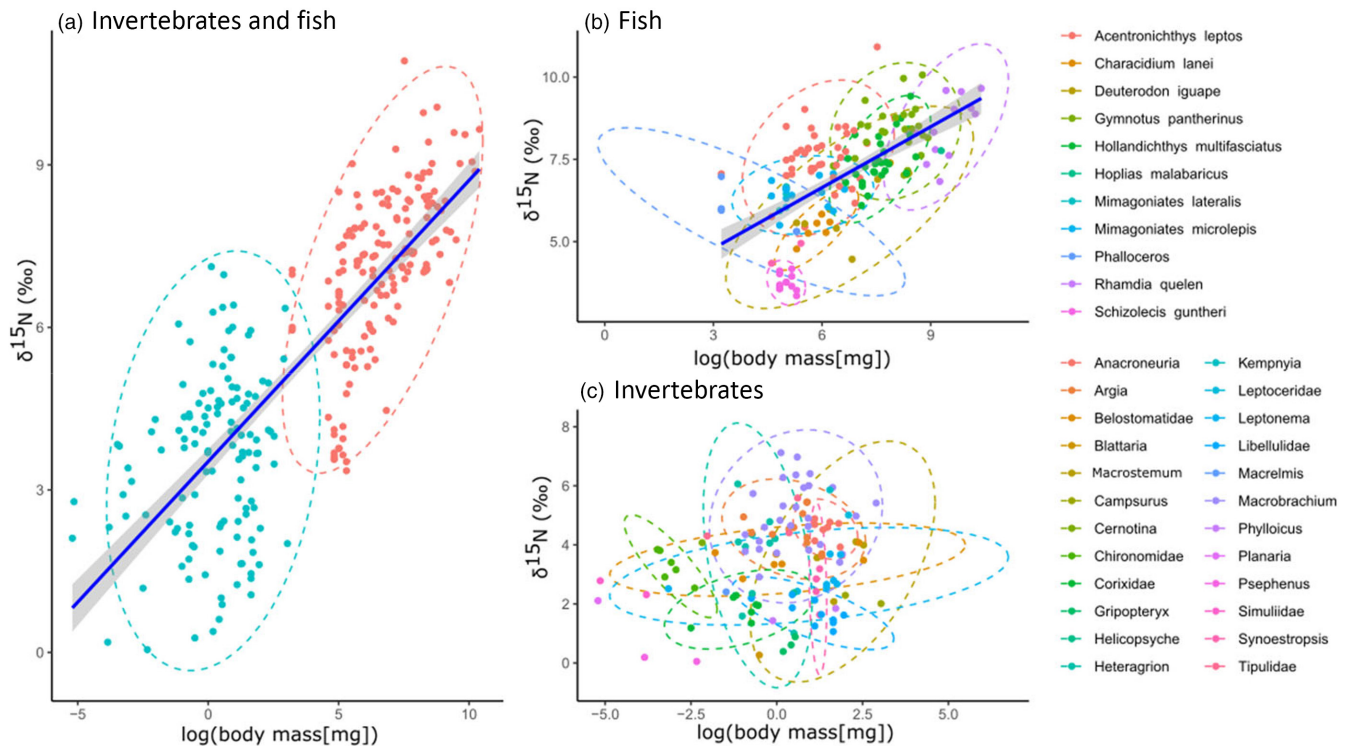 (a) Invertebrates and fish
δ15N (‰)
9
6
3
0
−5
0
5
10
log(body mass[mg])
(b) Fish
δ15N (‰)
10.0
7.5
5.0
0
3
6
9
log(body mass[mg])
(c) Invertebrates
δ15N (‰)
8
6
4
2
0
−5.0
−2.5
0.0
2.5
5.0
log(body mass[mg])
Acentronichthys leptos
Characidium lanei
Deuterodon iguape
Gymnotus pantherinus
Hollandichthys multifasciatus
Hoplias malabaricus
Mimagoniates lateralis
Mimagoniates microlepis
Phalloceros
Rhamdia quelen
Schizolecis guntheri
Anacroneuria
Argia
Belostomatidae
Blattaria
Macrostemum
Campsurus
Cernotina
Chironomidae
Corixidae
Gripopteryx
Helicopsyche
Heteragrion
Kempnyia
Leptoceridae
Leptonema
Libellulidae
Macrelmis
Macrobrachium
Phylloicus
Planaria
Psephenus
Simuliidae
Synoestropsis
Tipulidae